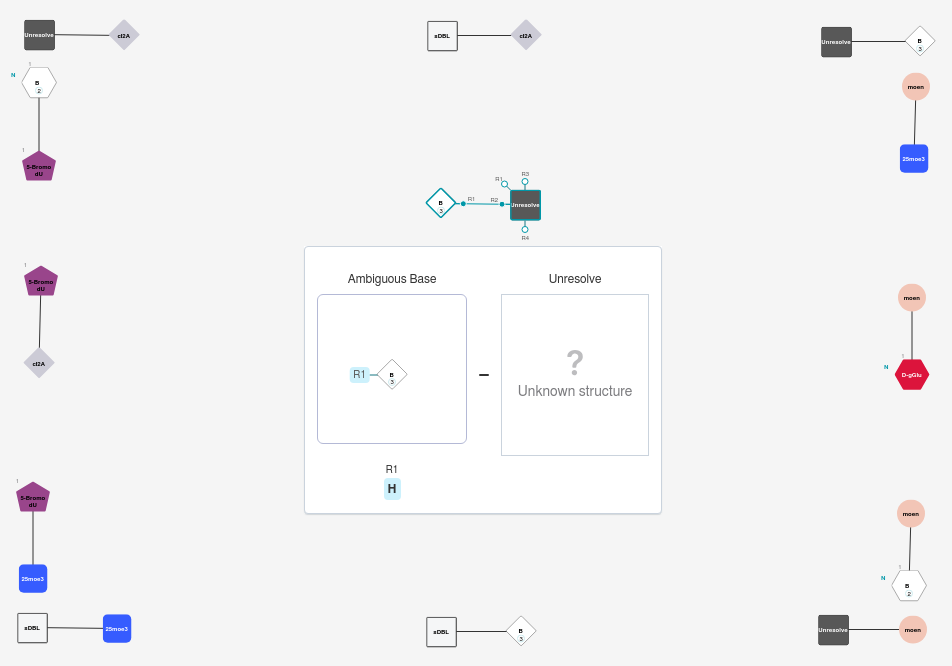 Unresolve
cl2A
sDBL
cl2A
Unresolve
B
3
1
N
B
2
moen
1
5-Bromo
dU
25moe3
R1
R3
B
3
R1
R2
Unresolve
R4
1
5-Bromo
dU
Ambiguous Base
Unresolve
moen
cl2A
R1
B
3
?
Unknown structure
1
N
D-gGlu
R1
H
1
5-Bromo
dU
moen
25moe3
1
N
B
2
sDBL
25moe3
sDBL
B
3
Unresolve
moen